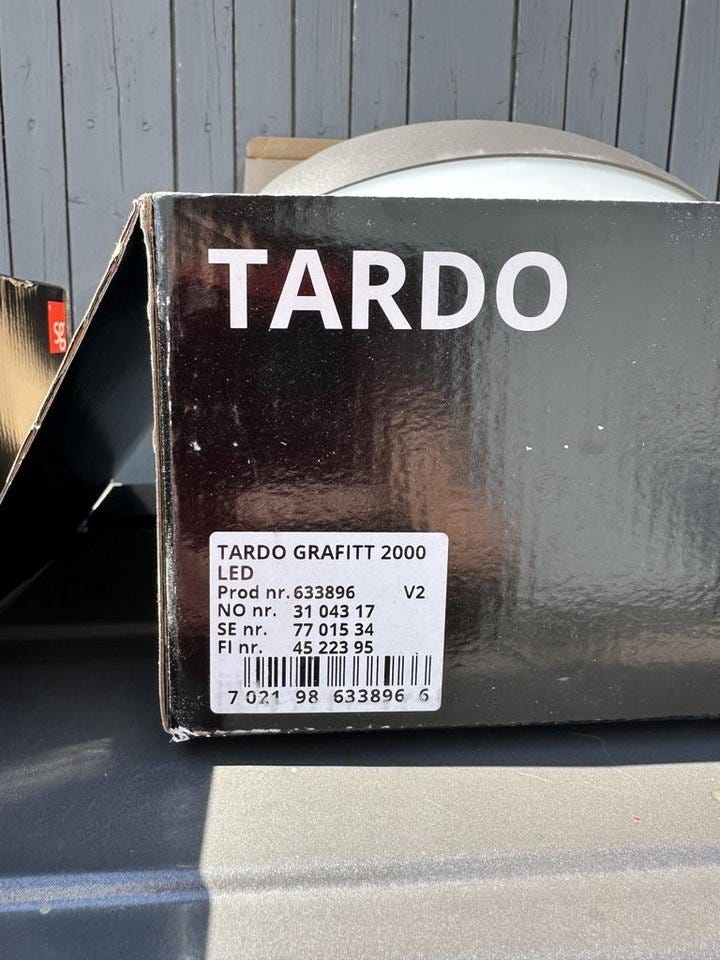 TARDO
TARDO GRAFITT 2000
LED
Prod nr. 633896 V2
NO nr. 31 043 17
SE nr. 77 015 34
FI nr. 45 223 95
7 021 98 633896 6